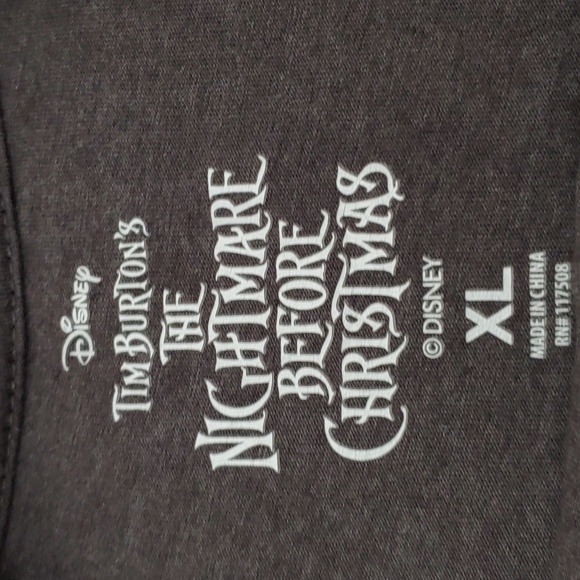 Disney
TIM BURTON'S
THE
NIGHTMARE
BEFORE
CHRISTMAS
© DISNEY
XL
MADE IN CHINA
RN# 117508